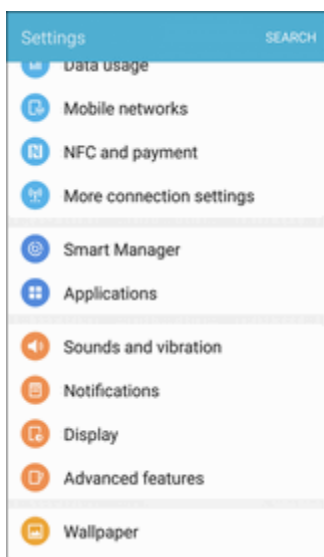 Settings SEARCH
Data usage
Mobile networks
NFC and payment
More connection settings
Smart Manager
Applications
Sounds and vibration
Notifications
Display
Advanced features
Wallpaper